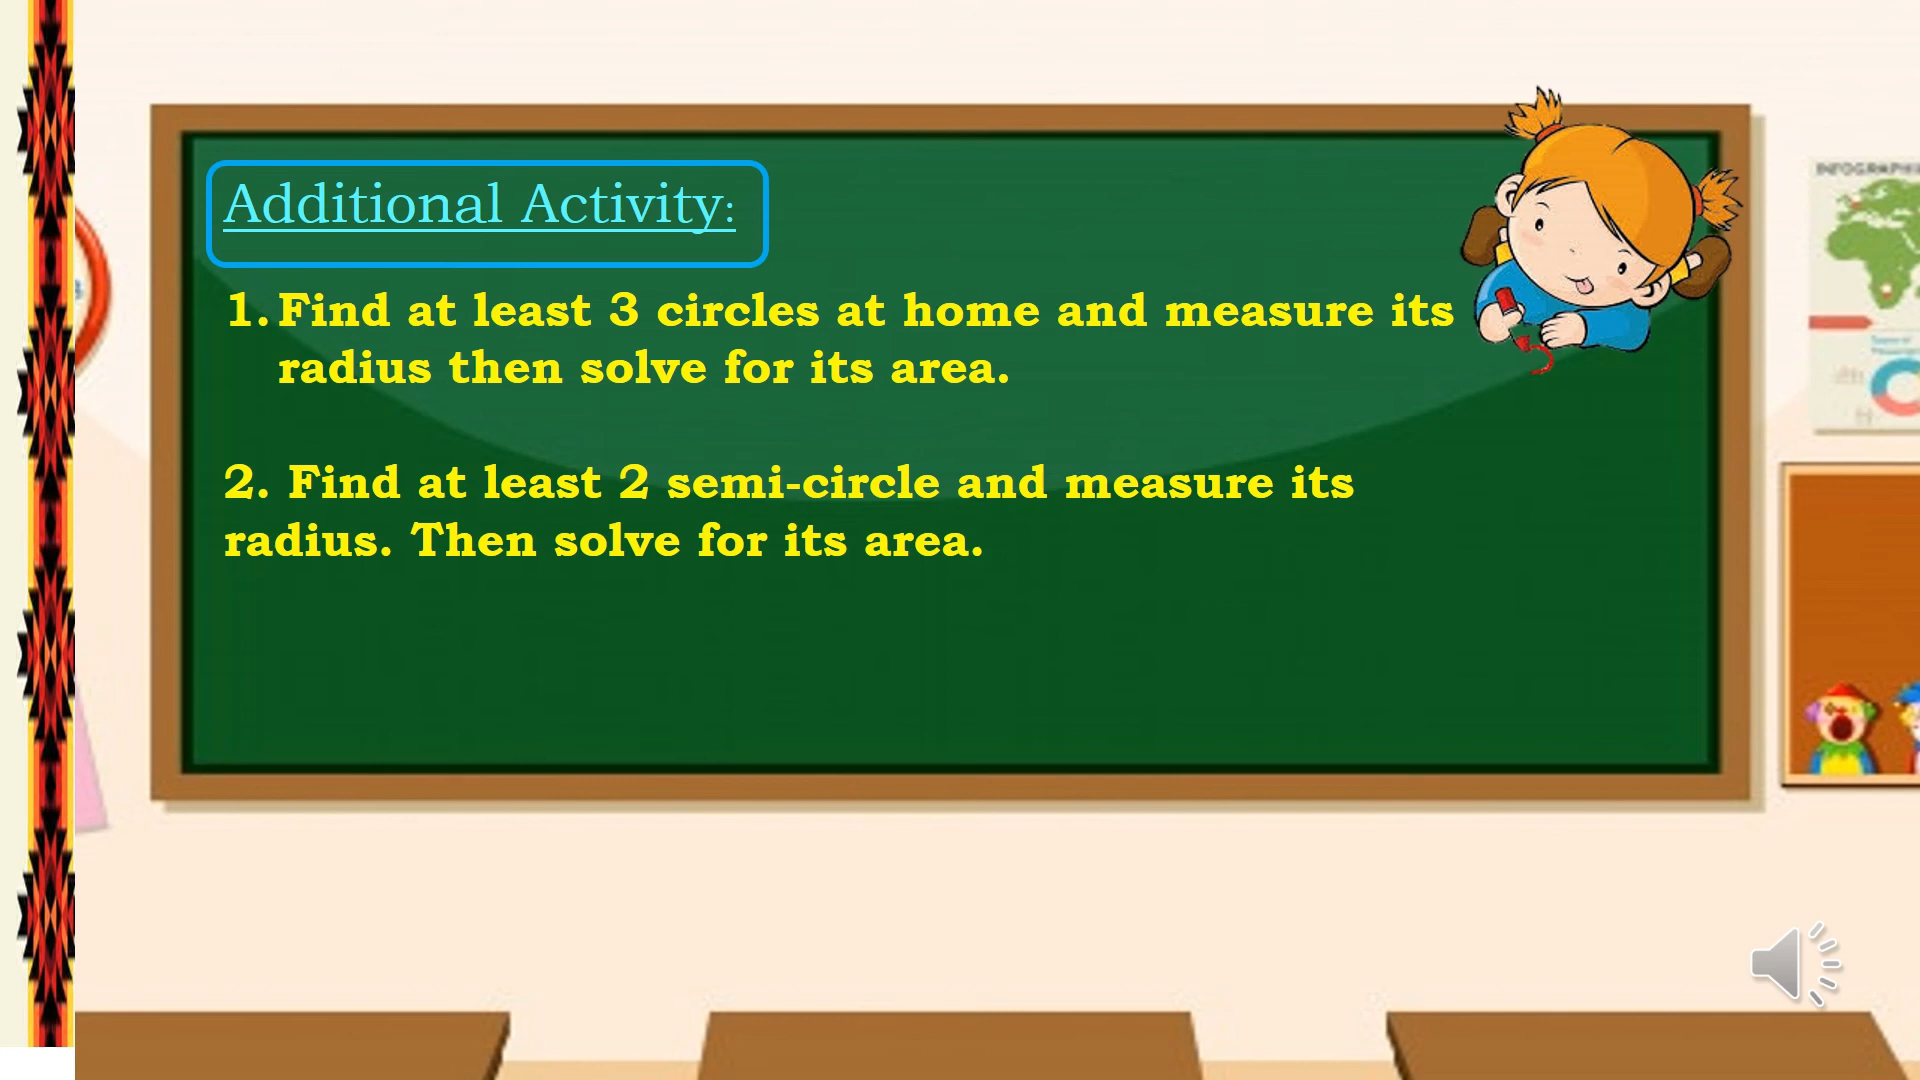 Additional Activity:
1. Find at least 3 circles at home and measure its
radius then solve for its area.
2. Find at least 2 semi-circle and measure its
radius. Then solve for its area.